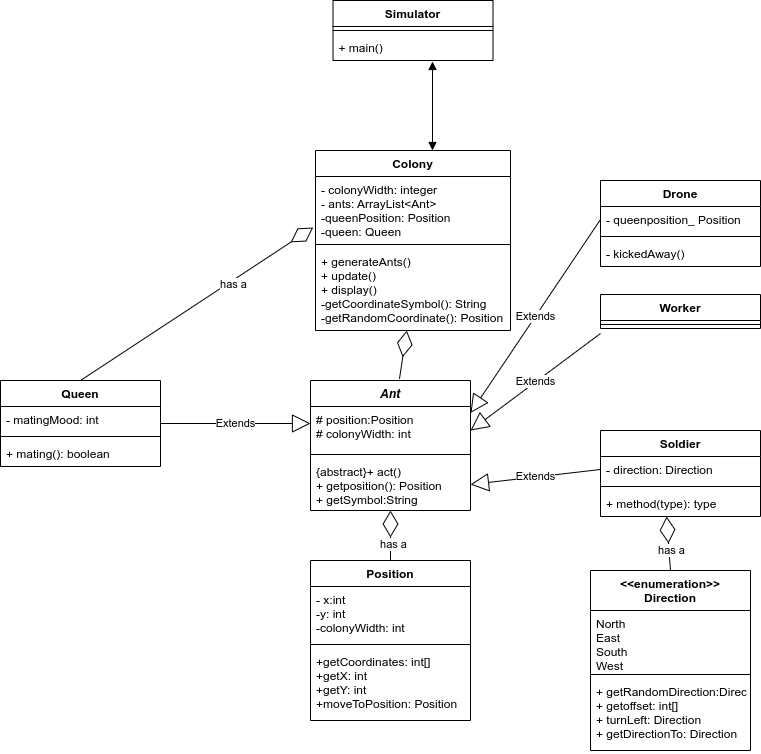 Simulator
+ main()
Colony
- colonyWidth: integer
- ants: ArrayList<Ant>
-queenPosition: Position
-queen: Queen
+ generateAnts()
+ update()
+ display()
-getCoordinateSymbol(): String
-getRandomCoordinate(): Position
Drone
- queenposition_ Position
- kickedAway()
has a
Extends
Worker
Extends
Queen
- matingMood: int
+ mating(): boolean
Extends
Ant
# position:Position
# colonyWidth: int
{abstract}+ act()
+ getposition(): Position
+ getSymbol:String
Extends
Soldier
- direction: Direction
+ method(type): type
has a
has a
Position
- x:int
-y: int
-colonyWidth: int
+getCoordinates: int[]
+getX: int
+getY: int
+moveToPosition: Position
<<enumeration>>
Direction
North
East
South
West
+ getRandomDirection:Direc
+ getoffset: int[]
+ turnLeft: Direction
+ getDirectionTo: Direction